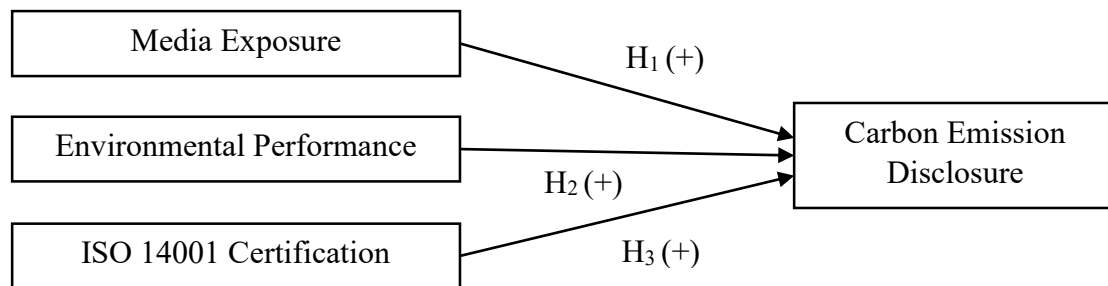 Media Exposure
H₁ (+)
Environmental Performance
Carbon Emission
Disclosure
H₂ (+)
ISO 14001 Certification
H₃ (+)